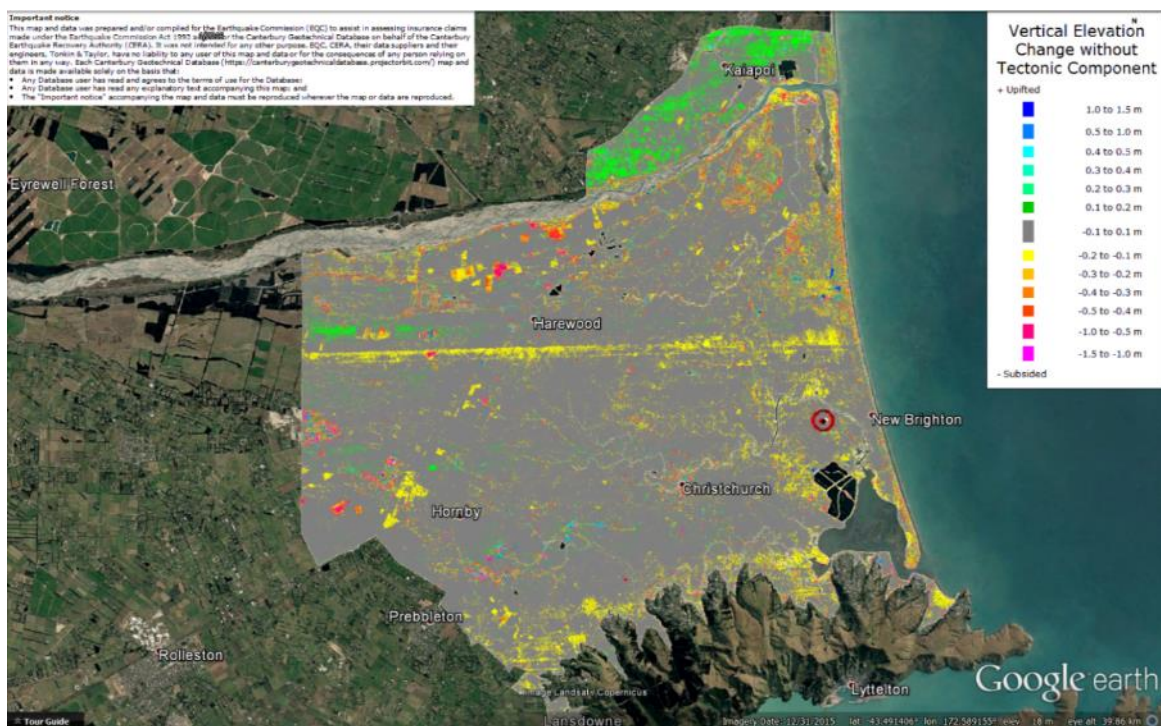 Important notice
This map and data was prepared and/or compiled for the Earthquake Commission (EQC) to assist in assessing insurance claims
made under the Earthquake Commission Act 1993 for the Canterbury Geotechnical Database on behalf of the Canterbury
Earthquake Recovery Authority (CERA). It was not intended for any other purpose. EQC, CERA, their data suppliers and their
engineers, Tonkin & Taylor, have no liability to any user of this map and data or for the consequences of any person relying on
them in any way. Each Canterbury Geotechnical Database (https://canterburygeotechnicaldatabase.projectorbit.com/) map and
data is made available solely on the basis that:
• Any Database user has read and agrees to the terms of use for the Database;
• Any Database user has read any explanatory text accompanying this map; and
• The "Important notice" accompanying the map and data must be reproduced wherever the map or data are reproduced.
N
Vertical Elevation
Change without
Tectonic Component
+ Uplifted
1.0 to 1.5 m
0.5 to 1.0 m
0.4 to 0.5 m
0.3 to 0.4 m
0.2 to 0.3 m
0.1 to 0.2 m
-0.1 to 0.1 m
-0.2 to -0.1 m
-0.3 to -0.2 m
-0.4 to -0.3 m
-0.5 to -0.4 m
-1.0 to -0.5 m
-1.5 to -1.0 m
- Subsided
Kaiapoi
Eyrewell Forest
Harewood
New Brighton
Christchurch
Hornby
Prebbleton
Rolleston
Lyttelton
Lansdowne
Image Landsat / Copernicus
Google earth
Tour Guide
Imagery Date: 12/31/2015 lat -43.491406° lon 172.589155° elev 18 m eye alt 39.86 km